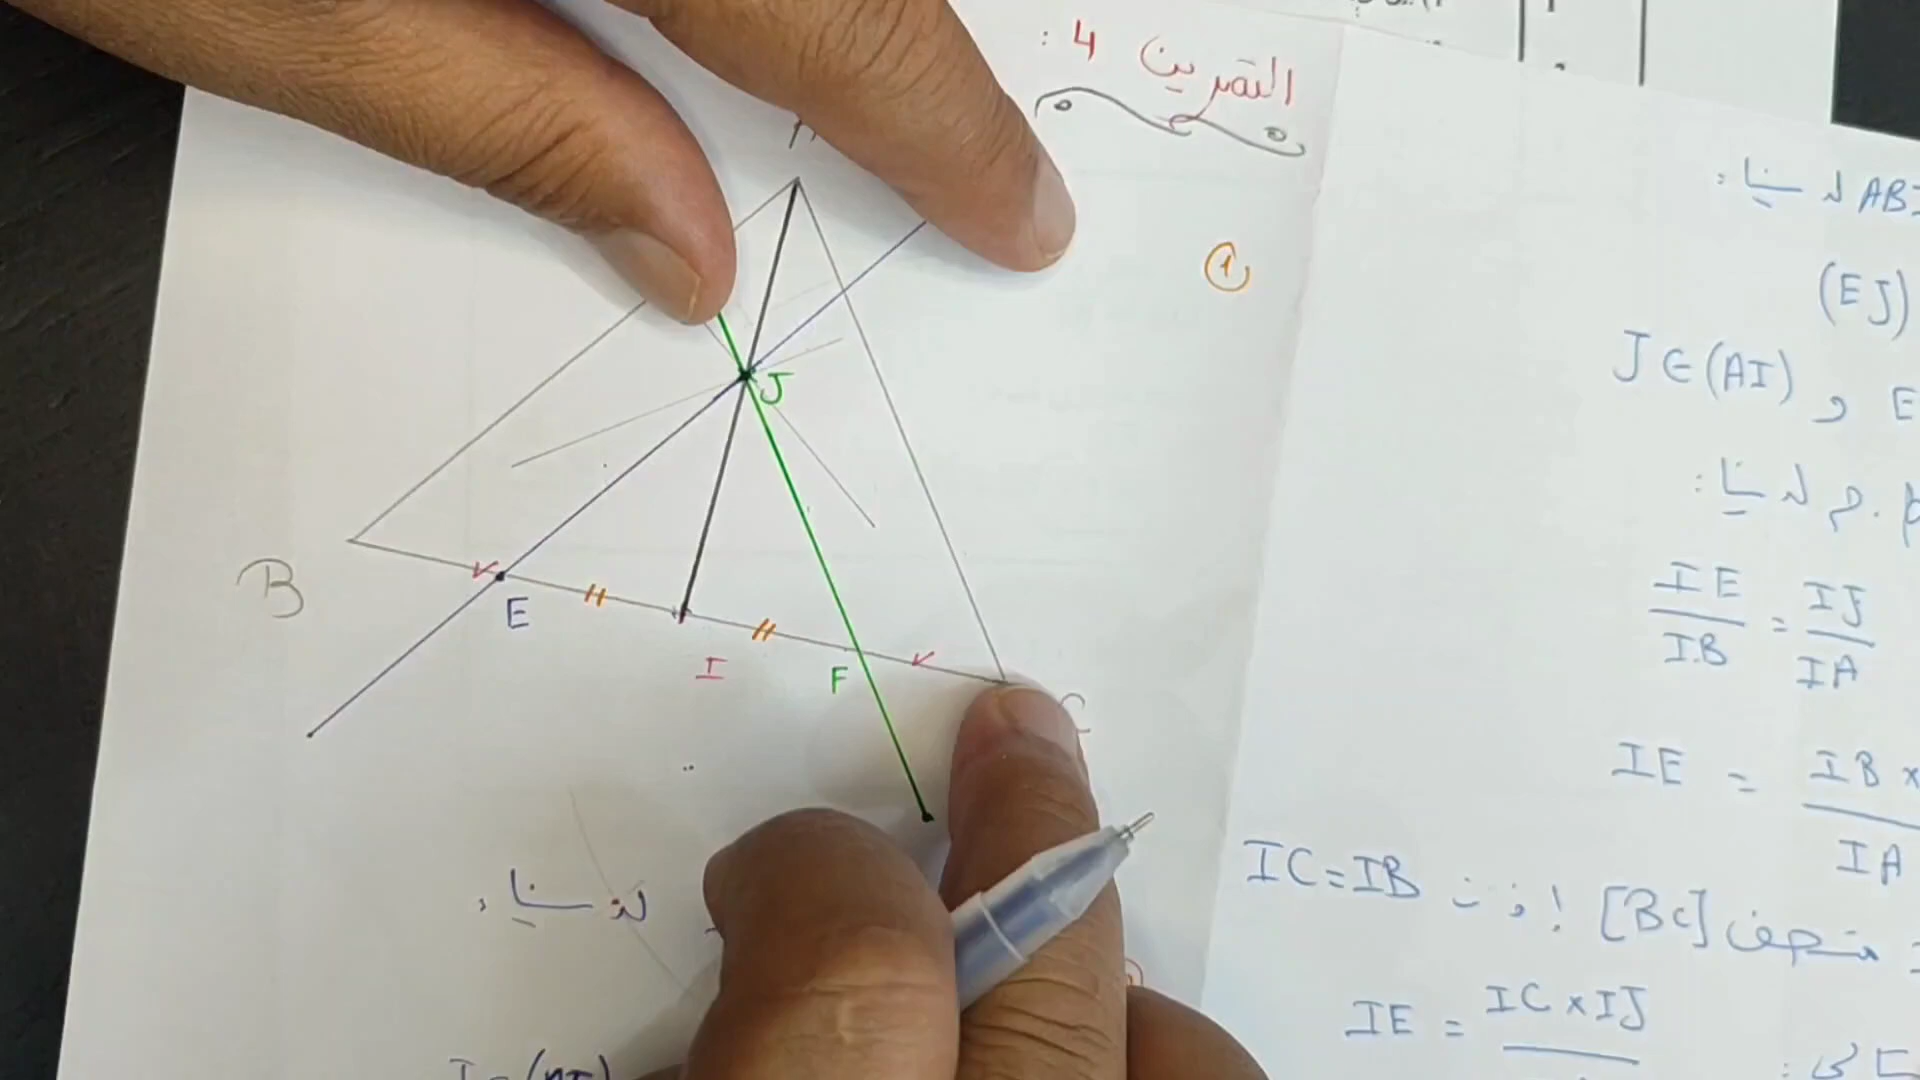 التمرين 4 :
A
J
B
E
I
F
C
لدينا :
①
ABI لدينا :
(EJ)
J∈(AI) و E
لدينا :
IE/IB = IJ/IA
IE = IB ×
IA
منتصف [BC] إذن IC=IB
IE = IC × IJ